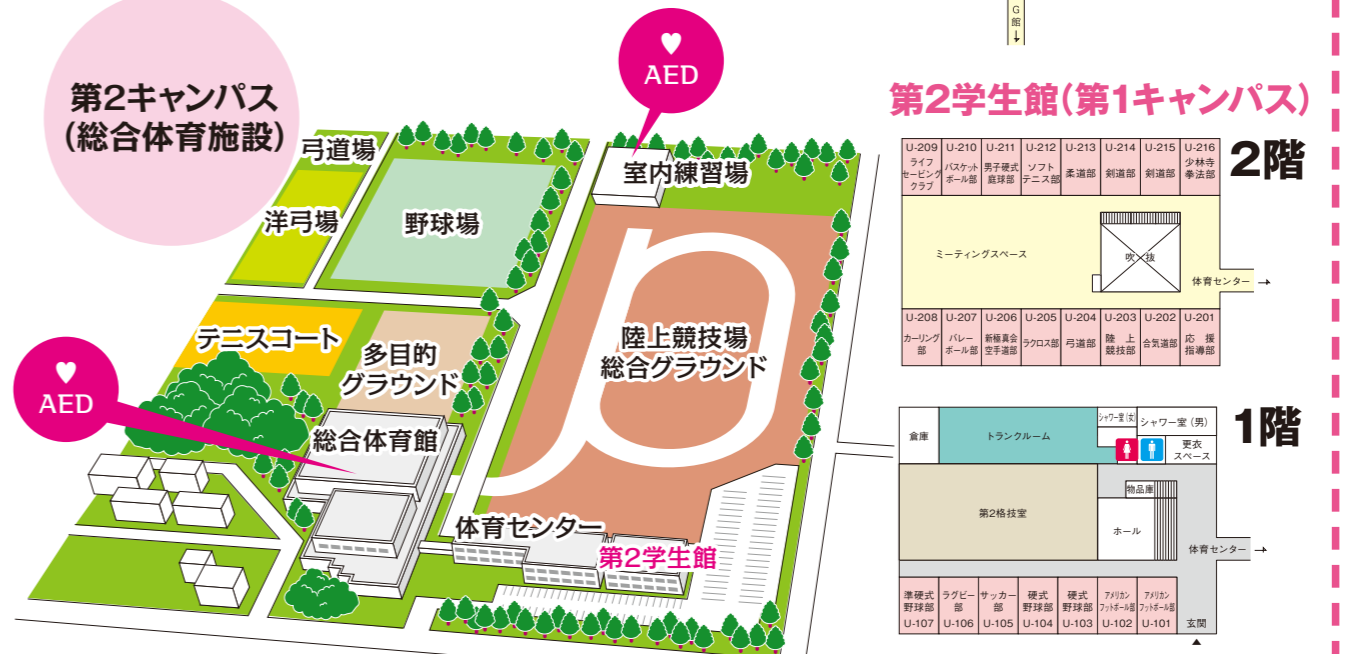 G
館
↓
第2キャンパス
(総合体育施設)
AED
弓道場
洋弓場
野球場
室内練習場
テニスコート
多目的
グラウンド
陸上競技場
総合グラウンド
AED
総合体育館
体育センター
第2学生館
第2学生館(第1キャンパス)
2階
U-209
ライフ
セービング
クラブ
U-210
バスケット
ボール部
U-211
男子硬式
庭球部
U-212
ソフト
テニス部
U-213
柔道部
U-214
剣道部
U-215
剣道部
U-216
少林寺
拳法部
ミーティングスペース
吹抜
体育センター →
U-208
カーリング
部
U-207
バレー
ボール部
U-206
新極真会
空手道部
U-205
ラクロス部
U-204
弓道部
U-203
陸上
競技部
U-202
合気道部
U-201
応援
指導部
1階
倉庫
トランクルーム
シャワー室(女)
シャワー室(男)
更衣
スペース
第2格技室
物品庫
ホール
体育センター →
準硬式
野球部
U-107
ラグビー
部
U-106
サッカー
部
U-105
硬式
野球部
U-104
硬式
野球部
U-103
アメリカン
フットボール部
U-102
アメリカン
フットボール部
U-101
玄関